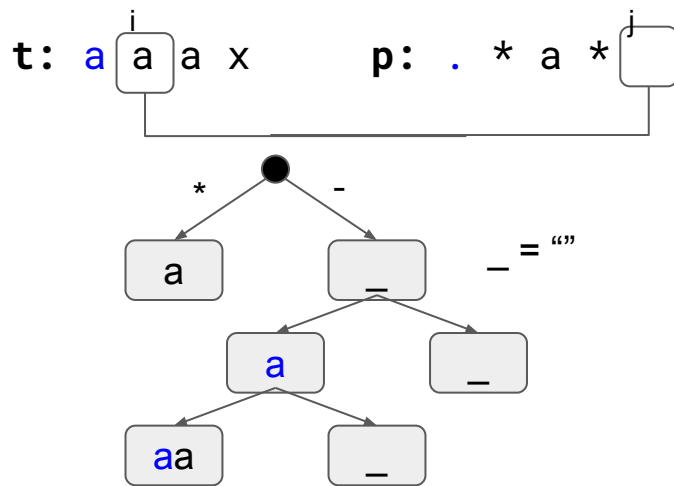 i j
t: a a a x p: . * a *
* -
a _ _ = “”
a _
aa _